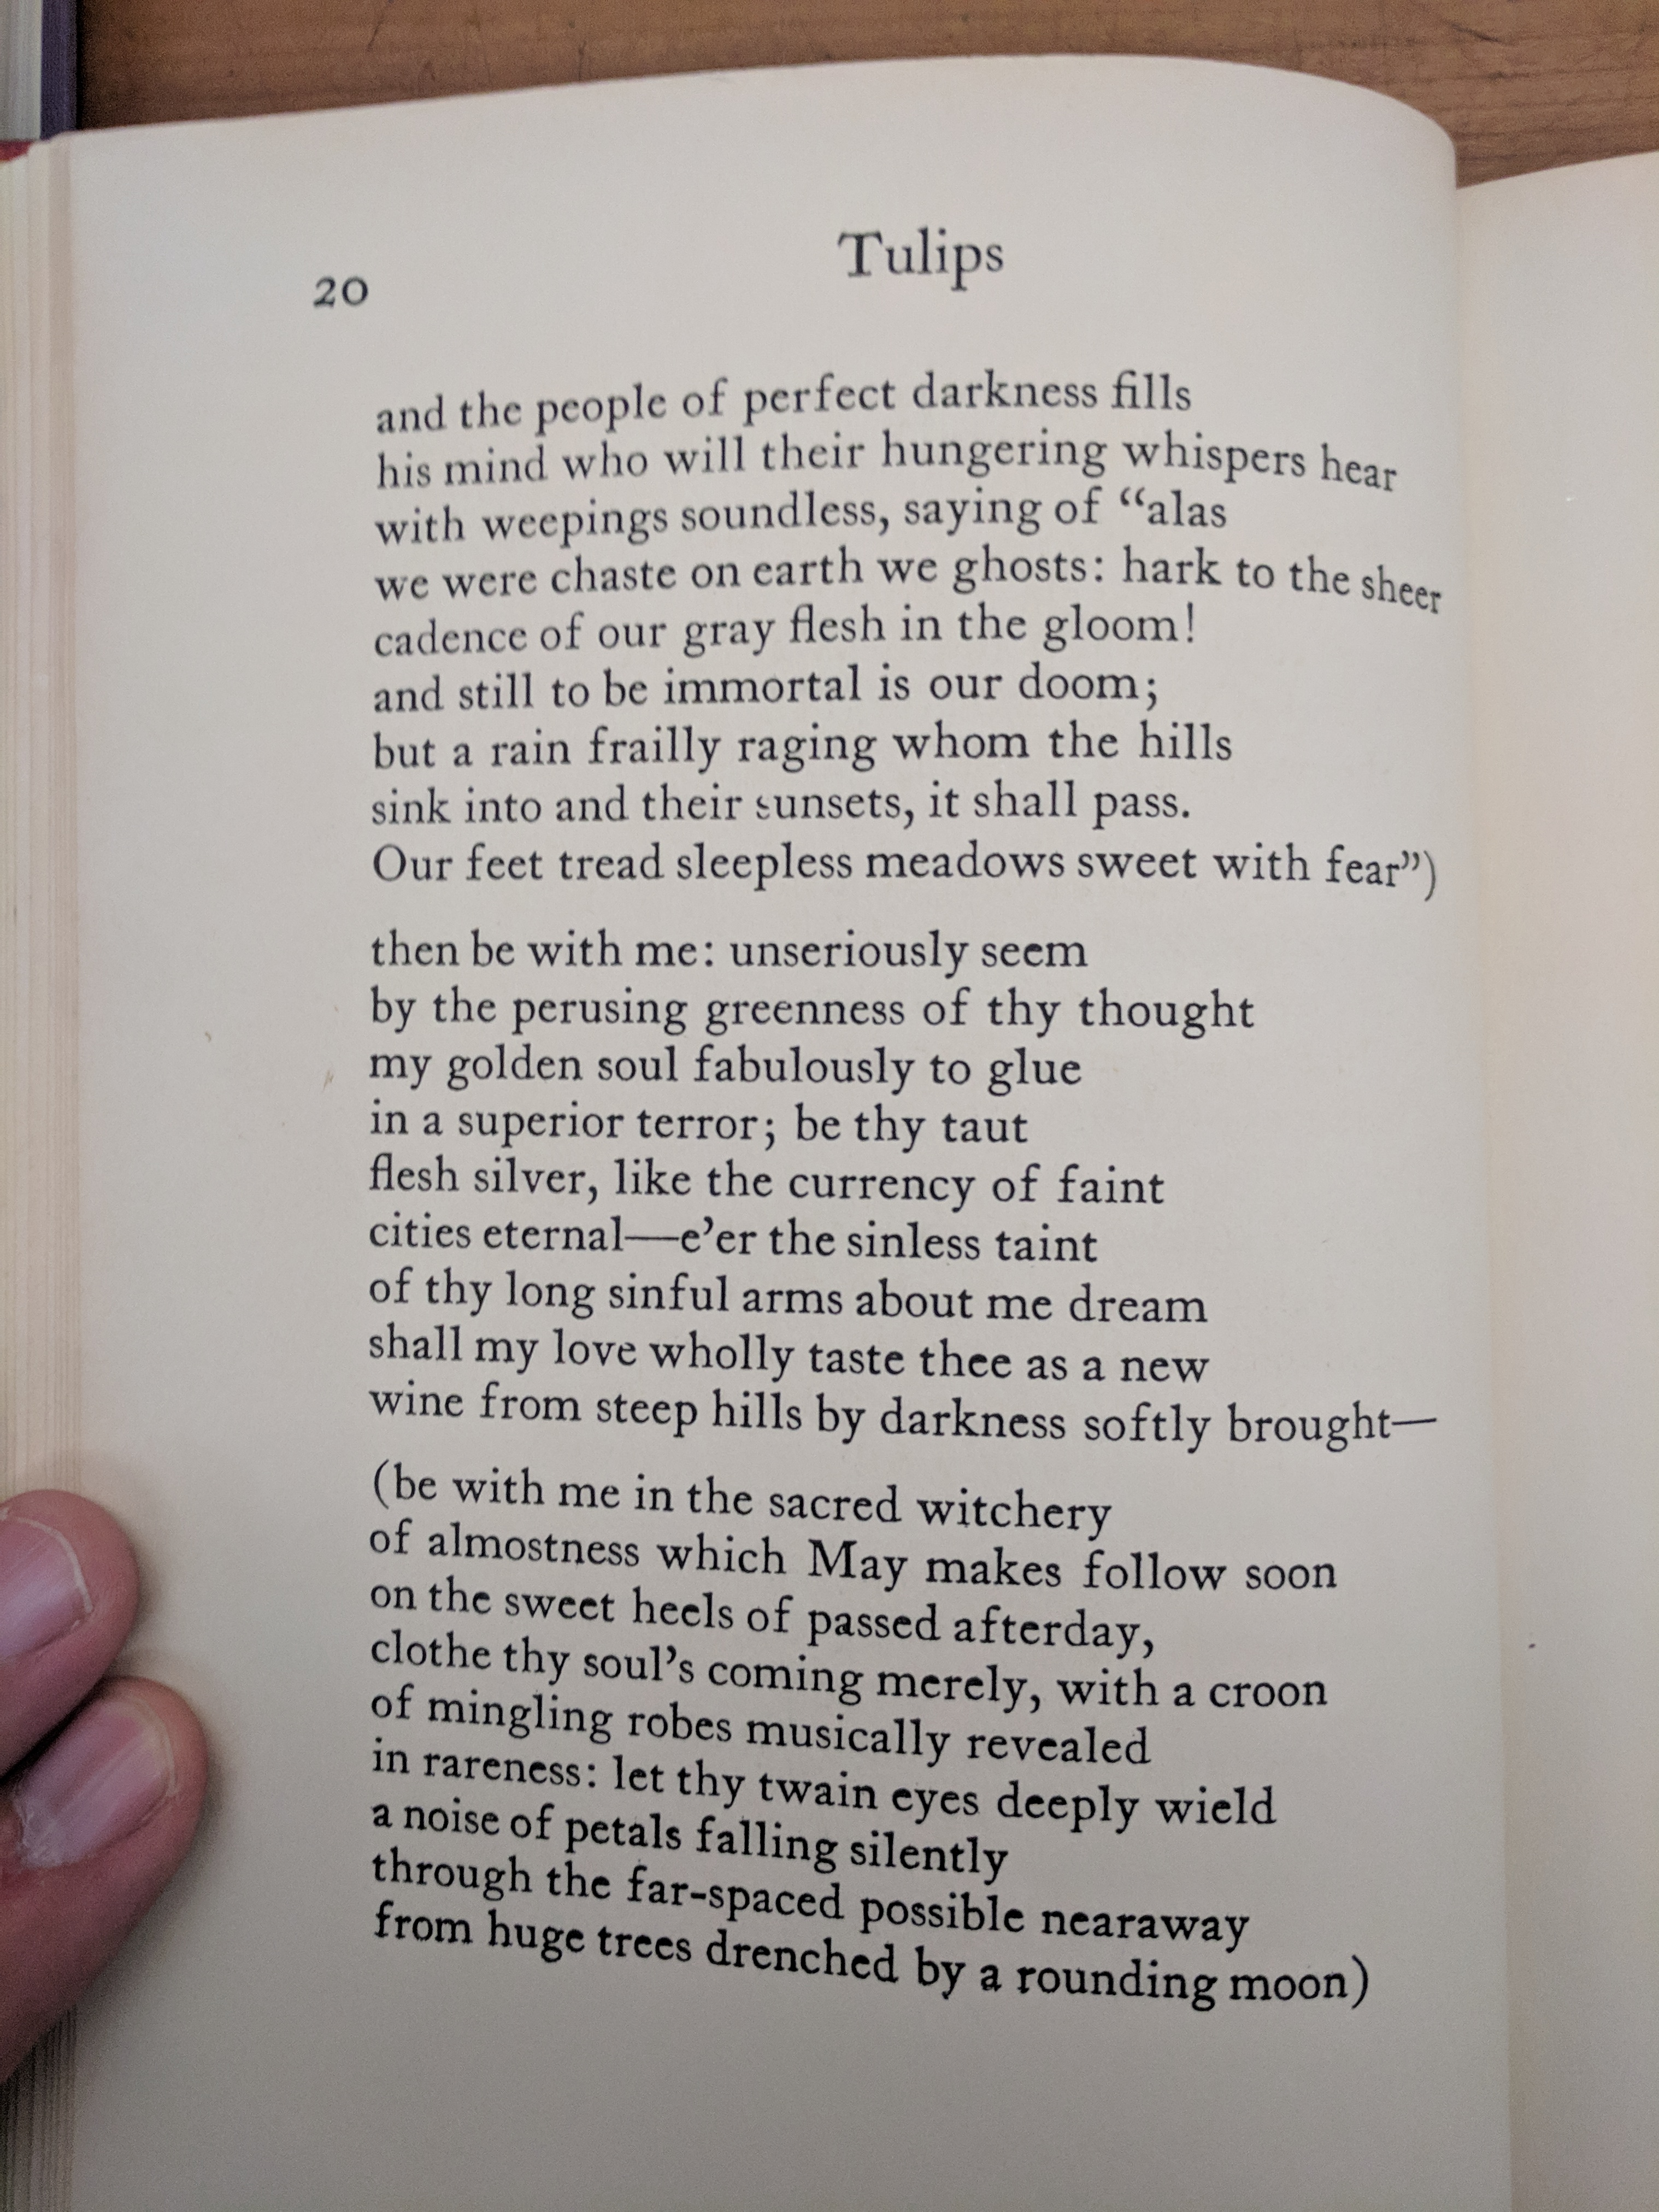 Tulips
20
and the people of perfect darkness fills
his mind who will their hungering whispers hear
with weepings soundless, saying of “alas
we were chaste on earth we ghosts: hark to the sheer
cadence of our gray flesh in the gloom!
and still to be immortal is our doom;
but a rain frailly raging whom the hills
sink into and their sunsets, it shall pass.
Our feet tread sleepless meadows sweet with fear”)
then be with me: unseriously seem
by the perusing greenness of thy thought
my golden soul fabulously to glue
in a superior terror; be thy taut
flesh silver, like the currency of faint
cities eternal—e’er the sinless taint
of thy long sinful arms about me dream
shall my love wholly taste thee as a new
wine from steep hills by darkness softly brought—
(be with me in the sacred witchery
of almostness which May makes follow soon
on the sweet heels of passed afterday,
clothe thy soul’s coming merely, with a croon
of mingling robes musically revealed
in rareness: let thy twain eyes deeply wield
a noise of petals falling silently
through the far-spaced possible nearaway
from huge trees drenched by a rounding moon)